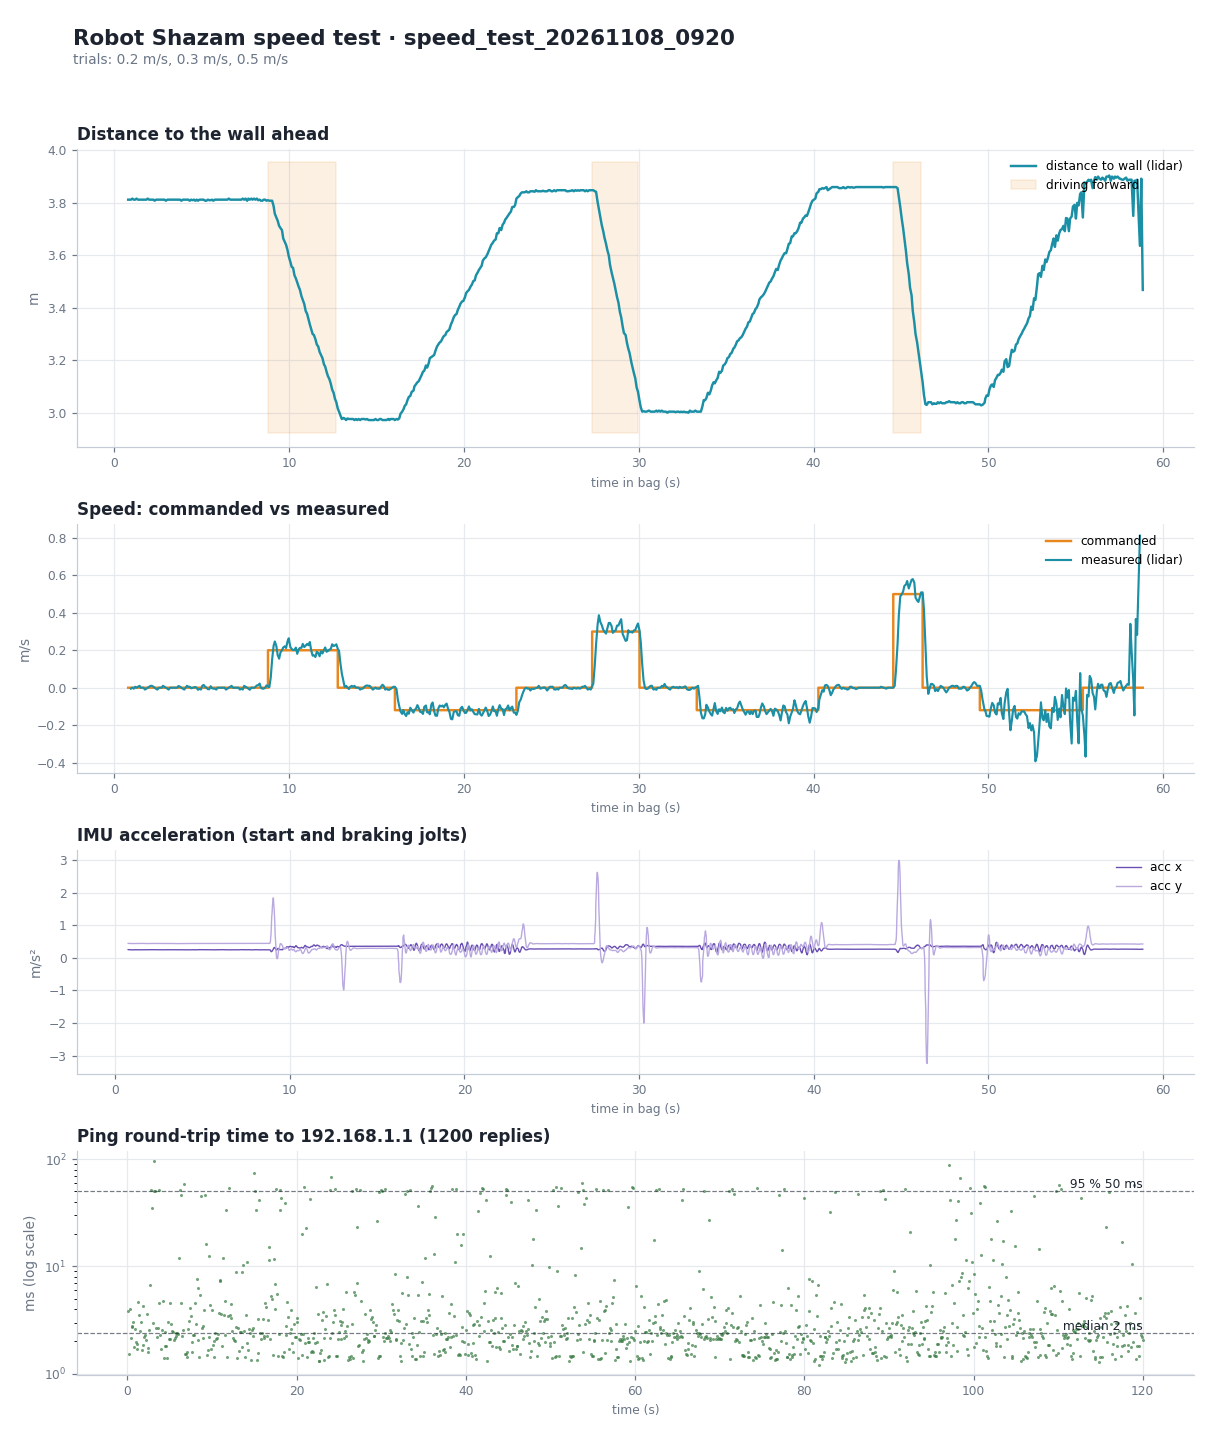 Robot Shazam speed test · speed_test_20261108_0920
trials: 0.2 m/s, 0.3 m/s, 0.5 m/s
Distance to the wall ahead
distance to wall (lidar)
driving forward
4.0
3.8
3.6
3.4
3.2
3.0
m
0 10 20 30 40 50 60
time in bag (s)
Speed: commanded vs measured
commanded
measured (lidar)
0.8
0.6
0.4
0.2
0.0
−0.2
−0.4
m/s
0 10 20 30 40 50 60
time in bag (s)
IMU acceleration (start and braking jolts)
acc x
acc y
3
2
1
0
−1
−2
−3
m/s²
0 10 20 30 40 50 60
time in bag (s)
Ping round-trip time to 192.168.1.1 (1200 replies)
10²
95 % 50 ms
10¹
median 2 ms
10⁰
ms (log scale)
0 20 40 60 80 100 120
time (s)